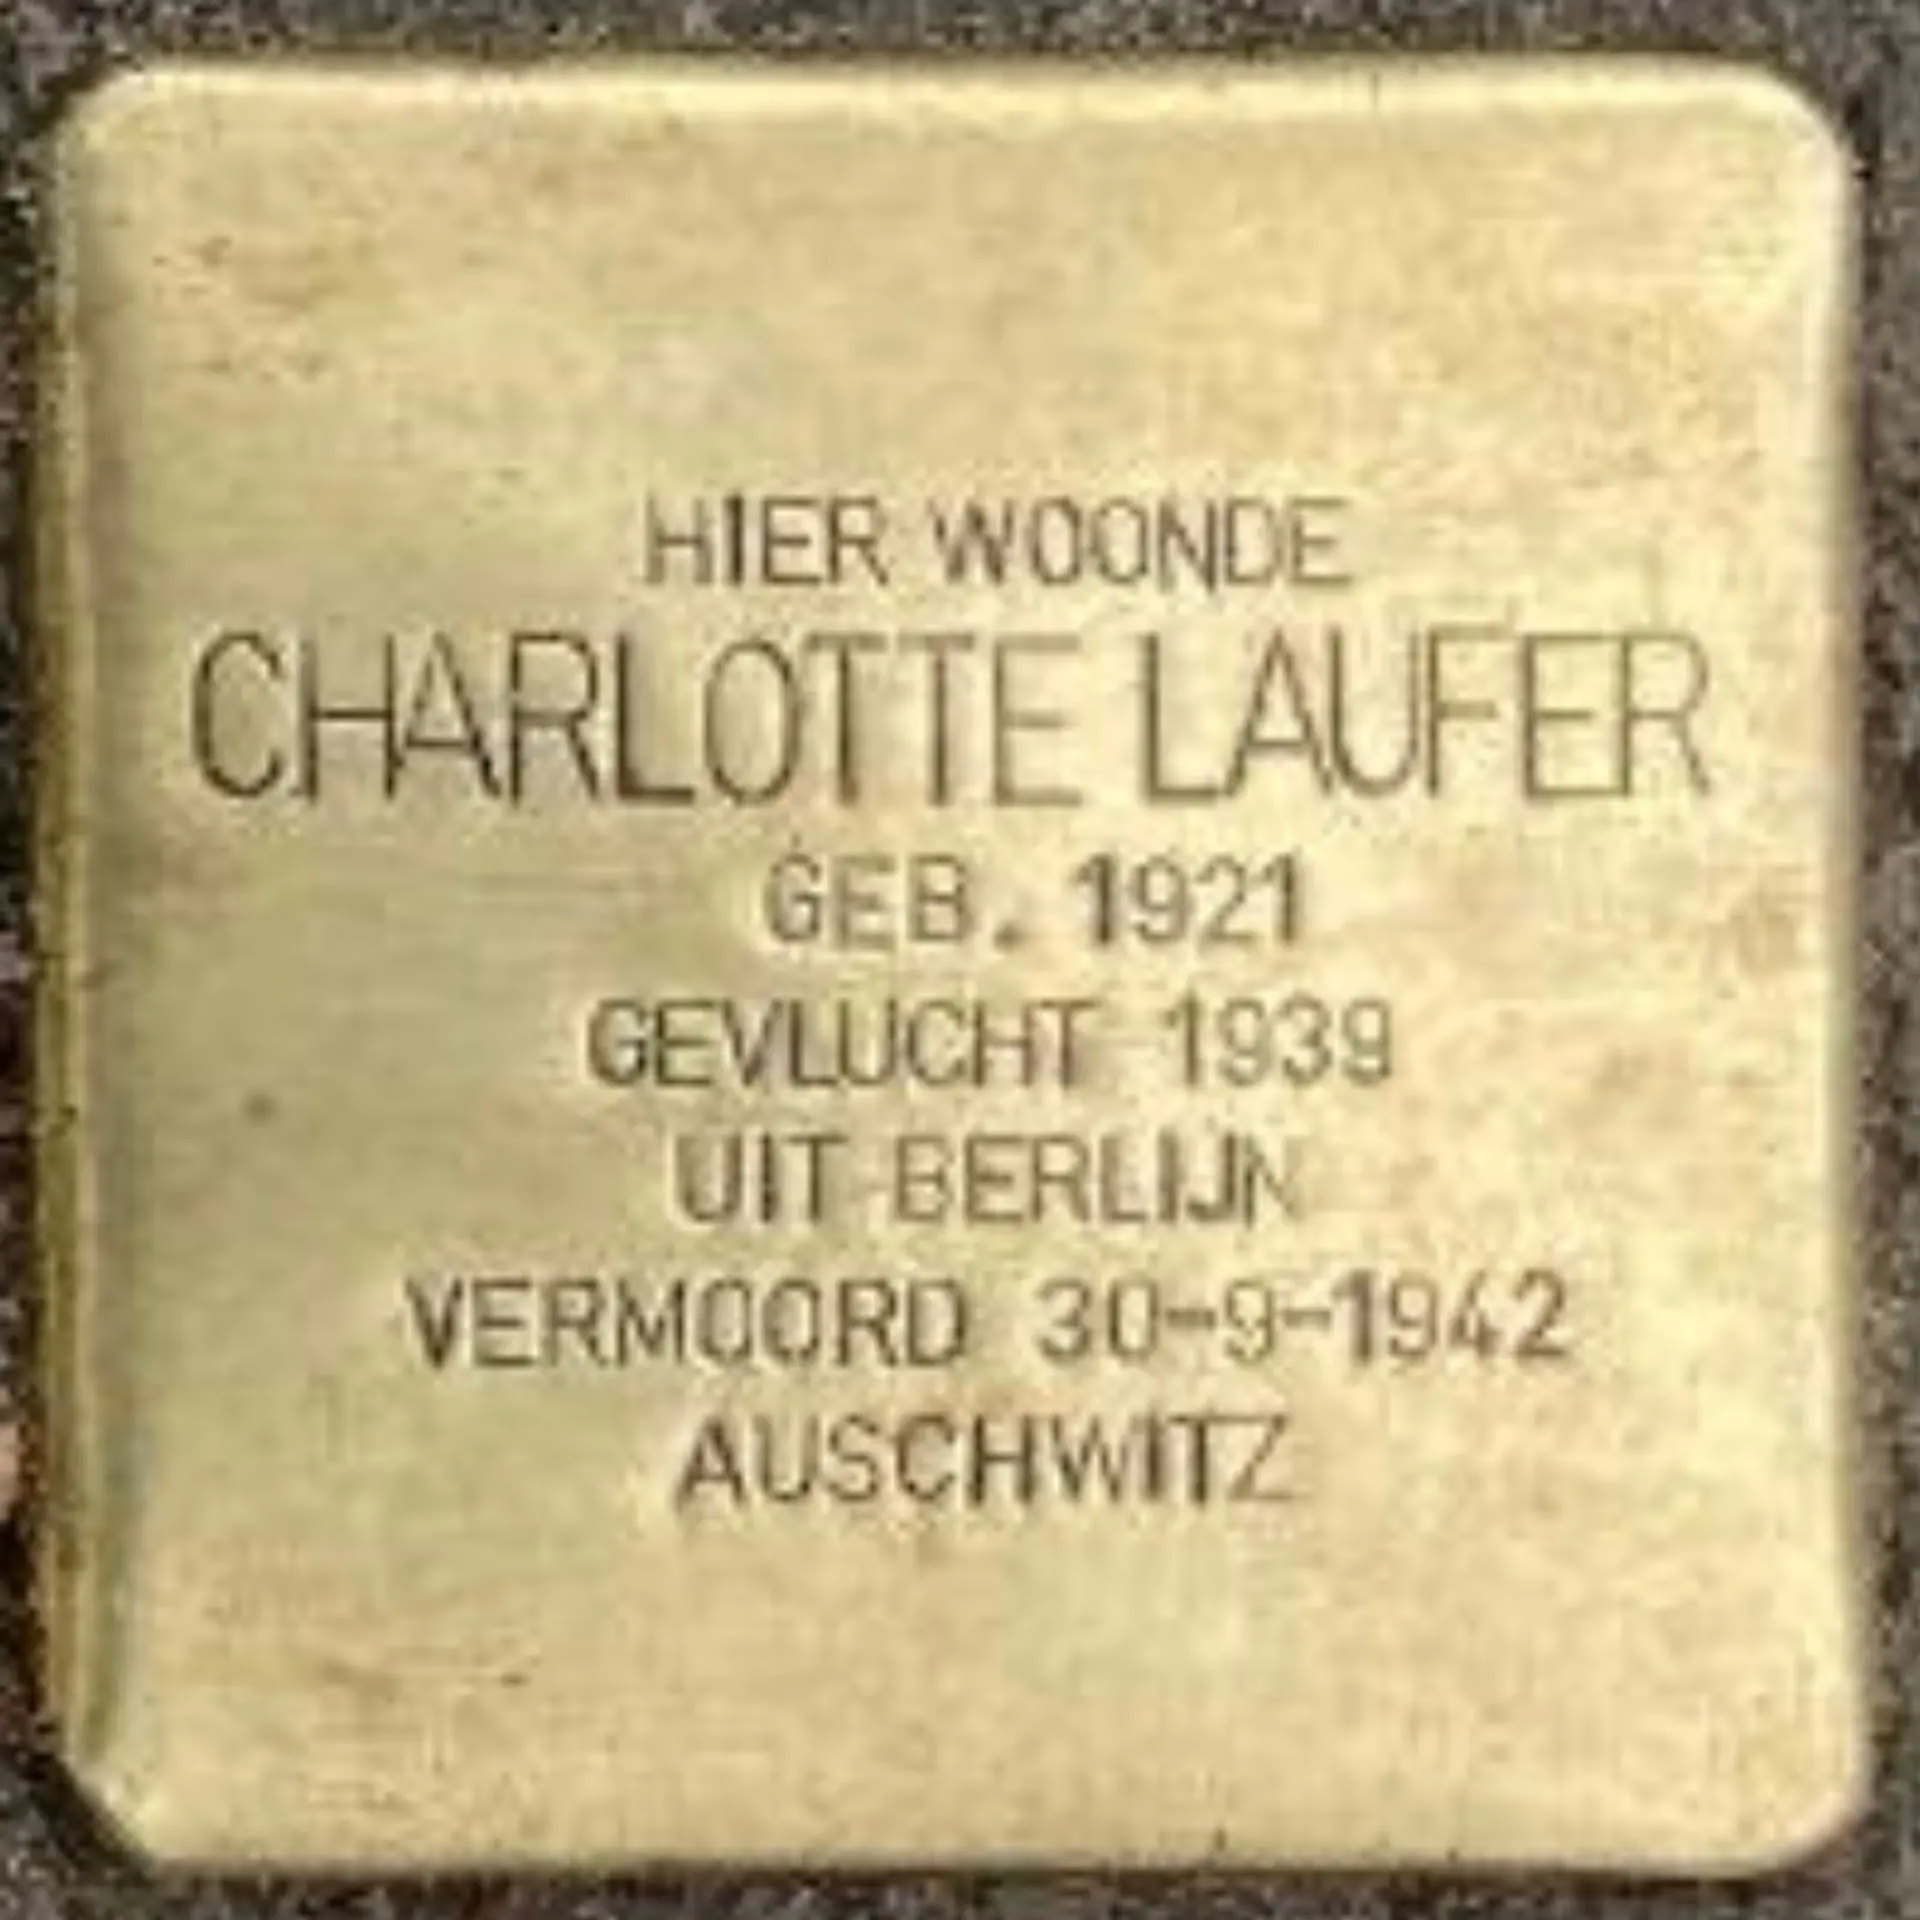 HIER WOONDE
CHARLOTTE LAUFER
GEB. 1921
GEVLUCHT 1939
UIT BERLIJN
VERMOORD 30-9-1942
AUSCHWITZ